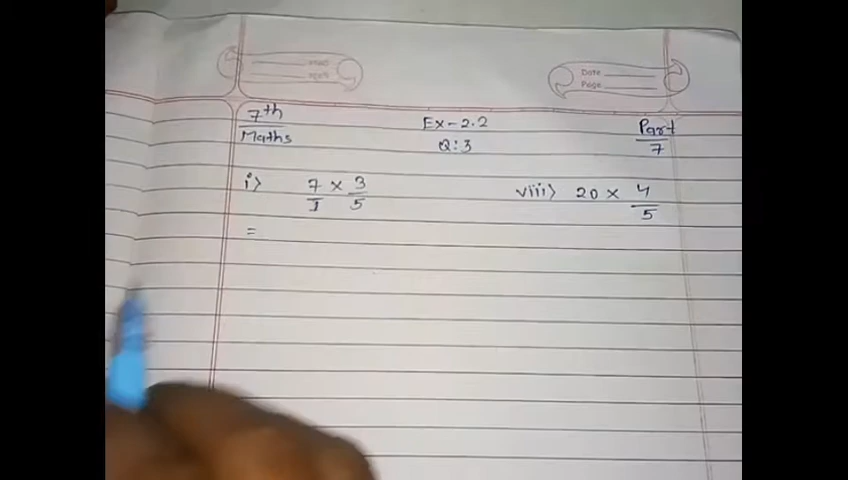 Date
Page
7th Ex-2.2 Part
Maths Q:3 7
i> 7/1 × 3/5 viii> 20 × 4/5
=